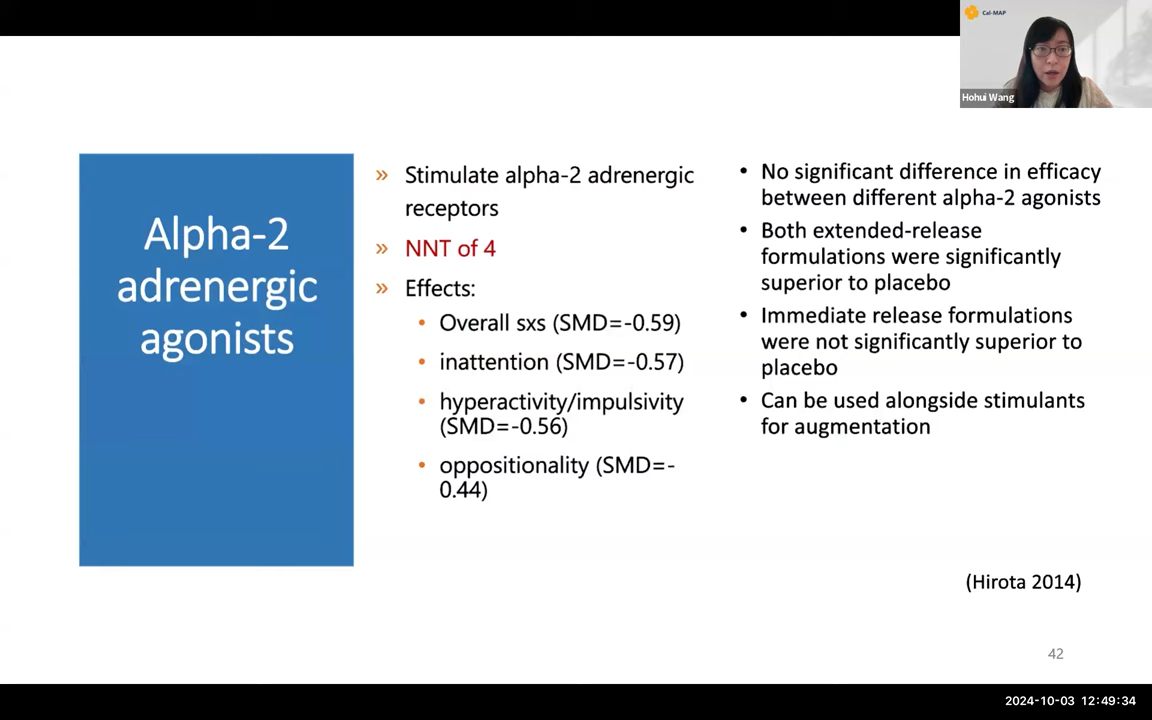 Cal-MAP
Hohui Wang
Alpha-2
adrenergic
agonists
» Stimulate alpha-2 adrenergic
receptors
» NNT of 4
» Effects:
• Overall sxs (SMD=-0.59)
• inattention (SMD=-0.57)
• hyperactivity/impulsivity
(SMD=-0.56)
• oppositionality (SMD=-
0.44)
• No significant difference in efficacy
between different alpha-2 agonists
• Both extended-release
formulations were significantly
superior to placebo
• Immediate release formulations
were not significantly superior to
placebo
• Can be used alongside stimulants
for augmentation
(Hirota 2014)
42
2024-10-03 12:49:34